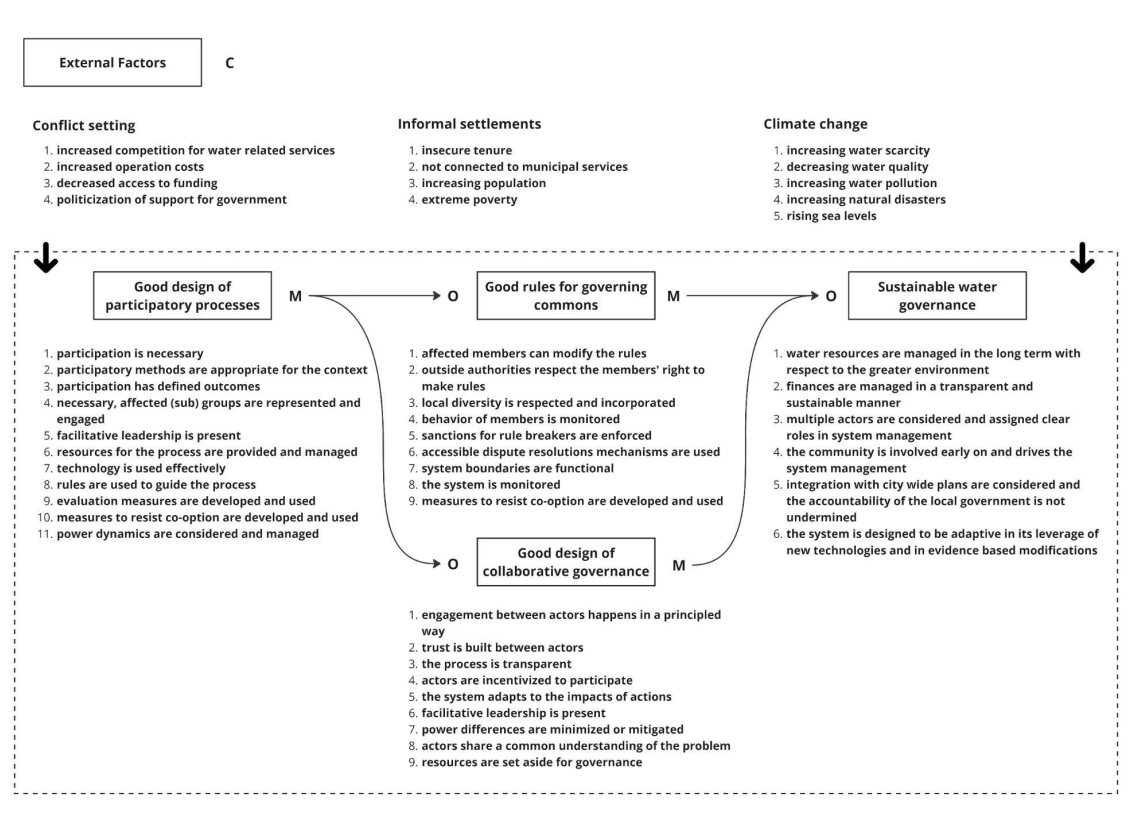 External Factors
C
Conflict setting
1. increased competition for water related services
2. increased operation costs
3. decreased access to funding
4. politicization of support for government
Informal settlements
1. insecure tenure
2. not connected to municipal services
3. increasing population
4. extreme poverty
Climate change
1. increasing water scarcity
2. decreasing water quality
3. increasing water pollution
4. increasing natural disasters
5. rising sea levels
Good design of
participatory processes
M
1. participation is necessary
2. participatory methods are appropriate for the context
3. participation has defined outcomes
4. necessary, affected (sub) groups are represented and
engaged
5. facilitative leadership is present
6. resources for the process are provided and managed
7. technology is used effectively
8. rules are used to guide the process
9. evaluation measures are developed and used
10. measures to resist co-option are developed and used
11. power dynamics are considered and managed
O
Good rules for governing
commons
M
1. affected members can modify the rules
2. outside authorities respect the members' right to
make rules
3. local diversity is respected and incorporated
4. behavior of members is monitored
5. sanctions for rule breakers are enforced
6. accessible dispute resolutions mechanisms are used
7. system boundaries are functional
8. the system is monitored
9. measures to resist co-option are developed and used
O
Good design of
collaborative governance
M
1. engagement between actors happens in a principled
way
2. trust is built between actors
3. the process is transparent
4. actors are incentivized to participate
5. the system adapts to the impacts of actions
6. facilitative leadership is present
7. power differences are minimized or mitigated
8. actors share a common understanding of the problem
9. resources are set aside for governance
O
Sustainable water
governance
1. water resources are managed in the long term with
respect to the greater environment
2. finances are managed in a transparent and
sustainable manner
3. multiple actors are considered and assigned clear
roles in system management
4. the community is involved early on and drives the
system management
5. integration with city wide plans are considered and
the accountability of the local government is not
undermined
6. the system is designed to be adaptive in its leverage of
new technologies and in evidence based modifications